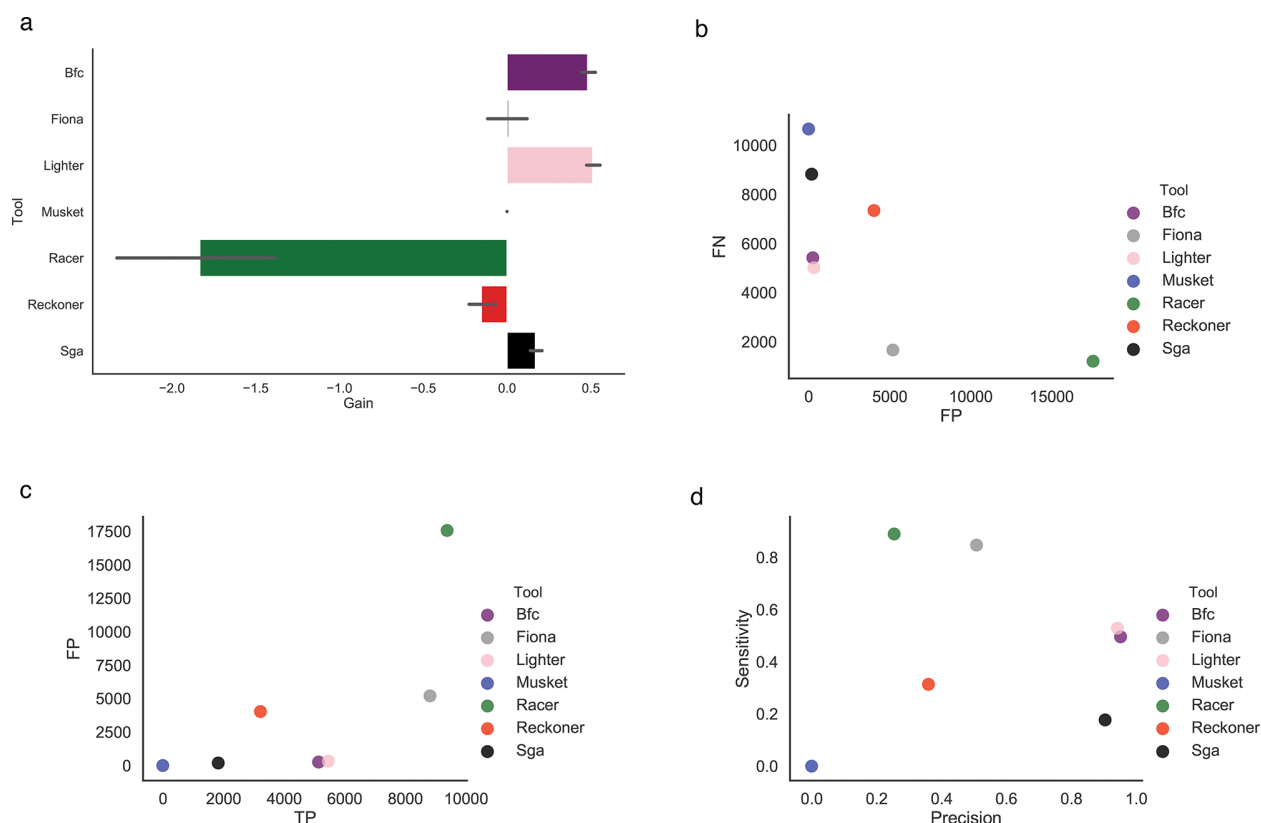 a
Bfc
Fiona
Lighter
Musket
Racer
Reckoner
Sga
Tool
−2.0 −1.5 −1.0 −0.5 0.0 0.5
Gain
b
10000
8000
6000
4000
2000
FN
0 5000 10000 15000
FP
Tool
Bfc
Fiona
Lighter
Musket
Racer
Reckoner
Sga
c
17500
15000
12500
10000
7500
5000
2500
0
FP
0 2000 4000 6000 8000 10000
TP
Tool
Bfc
Fiona
Lighter
Musket
Racer
Reckoner
Sga
d
0.8
0.6
0.4
0.2
0.0
Sensitivity
0.0 0.2 0.4 0.6 0.8 1.0
Precision
Tool
Bfc
Fiona
Lighter
Musket
Racer
Reckoner
Sga